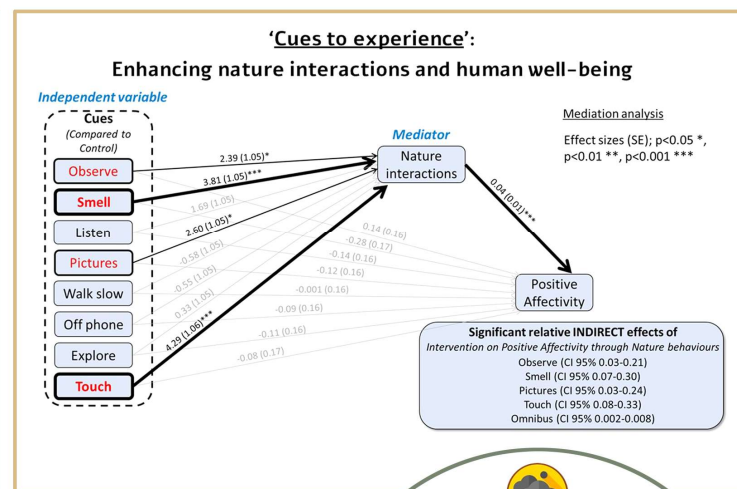 ‘Cues to experience’:
Enhancing nature interactions and human well-being
Independent variable
Cues
(Compared to
Control)
Observe
Smell
Listen
Pictures
Walk slow
Off phone
Explore
Touch
2.39 (1.05)*
3.81 (1.05)***
1.69 (1.05)
2.60 (1.05)*
-0.58 (1.05)
-0.55 (1.05)
0.33 (1.05)
4.29 (1.06)***
Mediator
Nature
interactions
0.04 (0.01)***
0.14 (0.16)
-0.28 (0.17)
-0.14 (0.16)
-0.12 (0.16)
-0.001 (0.16)
-0.09 (0.16)
-0.11 (0.16)
-0.08 (0.17)
Mediation analysis
Effect sizes (SE); p<0.05 *,
p<0.01 **, p<0.001 ***
Positive
Affectivity
Significant relative INDIRECT effects of
Intervention on Positive Affectivity through Nature behaviours
Observe (CI 95% 0.03-0.21)
Smell (CI 95% 0.07-0.30)
Pictures (CI 95% 0.03-0.24)
Touch (CI 95% 0.08-0.33)
Omnibus (CI 95% 0.002-0.008)